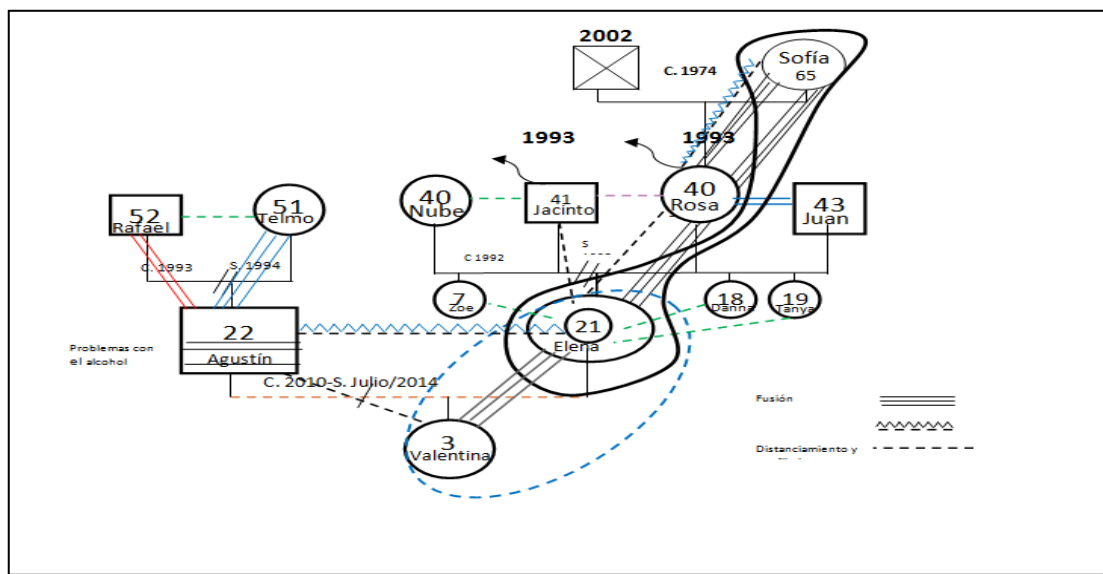 2002
Sofía
65
C. 1974
1993
1993
52
Rafael
51
Telmo
40
Nube
41
Jacinto
40
Rosa
43
Juan
C. 1993
S. 1994
C 1992
S
7
Zoe
21
Elena
18
Danna
19
Tanya
22
Agustín
Problemas con
el alcohol
C. 2010-S. Julio/2014
3
Valentina
Fusión
Distanciamiento y